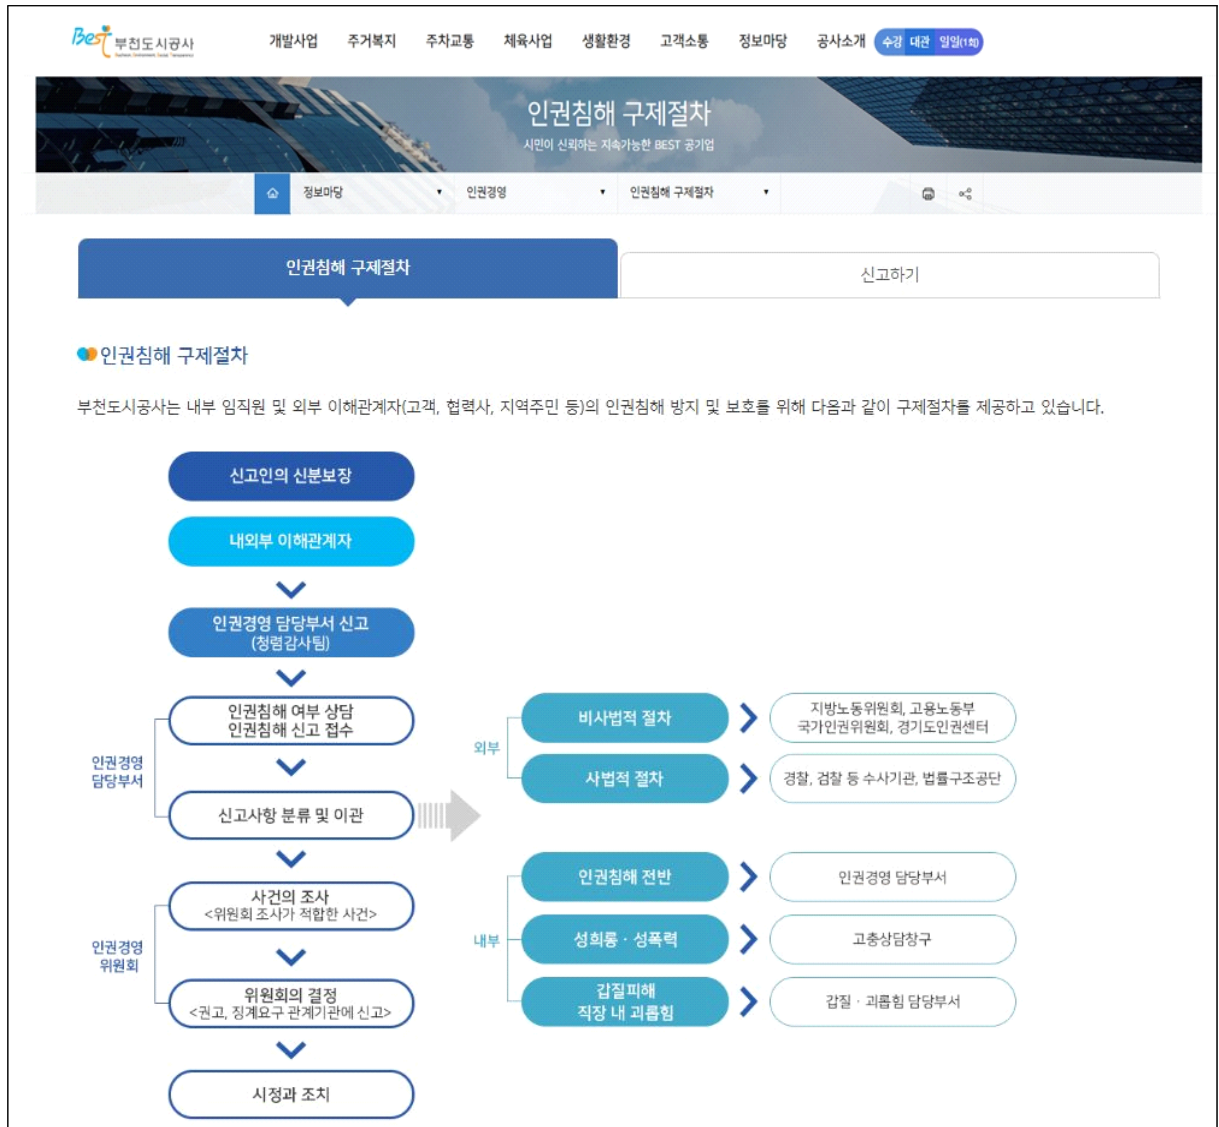 Best 부천도시공사
개발사업 주거복지 주차교통 체육사업 생활환경 고객소통 정보마당 공사소개 수강 대관 일일(1회)
인권침해 구제절차
시민이 신뢰하는 지속가능한 BEST 공기업
정보마당 인권경영 인권침해 구제절차
인권침해 구제절차
신고하기
인권침해 구제절차
부천도시공사는 내부 임직원 및 외부 이해관계자(고객, 협력사, 지역주민 등)의 인권침해 방지 및 보호를 위해 다음과 같이 구제절차를 제공하고 있습니다.
신고인의 신분보장
내외부 이해관계자
인권경영 담당부서 신고
(청렴감사팀)
인권경영
담당부서
인권침해 여부 상담
인권침해 신고 접수
신고사항 분류 및 이관
인권경영
위원회
사건의 조사
<위원회 조사가 적합한 사건>
위원회의 결정
<권고, 징계요구 관계기관에 신고>
시정과 조치
외부
비사법적 절차
지방노동위원회, 고용노동부
국가인권위원회, 경기도인권센터
사법적 절차
경찰, 검찰 등 수사기관, 법률구조공단
내부
인권침해 전반
인권경영 담당부서
성희롱 · 성폭력
고충상담창구
갑질피해
직장 내 괴롭힘
갑질 · 괴롭힘 담당부서